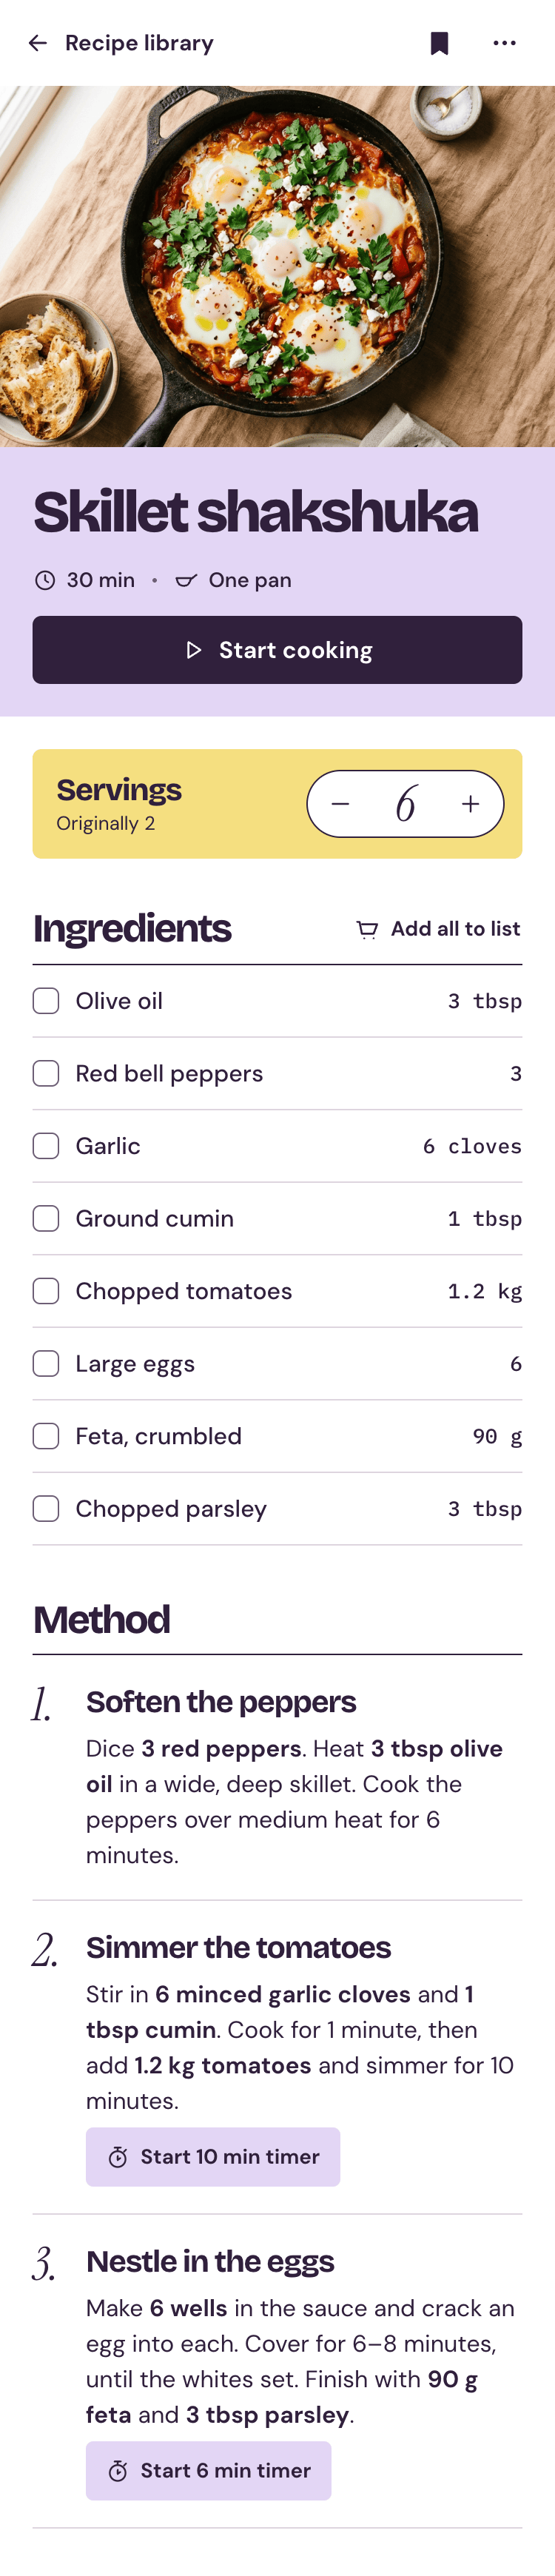 Recipe library
Skillet shakshuka
30 min • One pan
Start cooking
Servings
Originally 2
− 6 +
Ingredients
Add all to list
Olive oil 3 tbsp
Red bell peppers 3
Garlic 6 cloves
Ground cumin 1 tbsp
Chopped tomatoes 1.2 kg
Large eggs 6
Feta, crumbled 90 g
Chopped parsley 3 tbsp
Method
1. Soften the peppers
Dice 3 red peppers. Heat 3 tbsp olive
oil in a wide, deep skillet. Cook the
peppers over medium heat for 6
minutes.
2. Simmer the tomatoes
Stir in 6 minced garlic cloves and 1
tbsp cumin. Cook for 1 minute, then
add 1.2 kg tomatoes and simmer for 10
minutes.
Start 10 min timer
3. Nestle in the eggs
Make 6 wells in the sauce and crack an
egg into each. Cover for 6–8 minutes,
until the whites set. Finish with 90 g
feta and 3 tbsp parsley.
Start 6 min timer